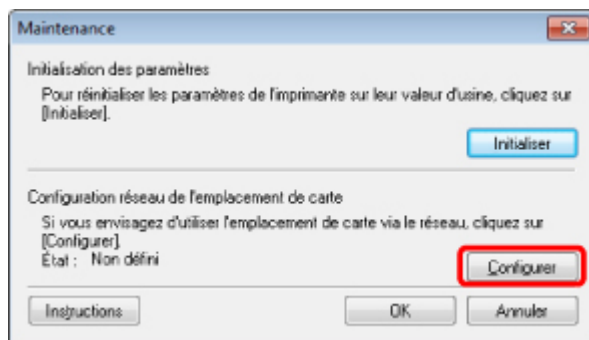 Maintenance
Initialisation des paramètres
Pour réinitialiser les paramètres de l'imprimante sur leur valeur d'usine, cliquez sur
[Initialiser].
Initialiser
Configuration réseau de l'emplacement de carte
Si vous envisagez d'utiliser l'emplacement de carte via le réseau, cliquez sur
[Configurer].
État : Non défini
Configurer
Instructions
OK
Annuler